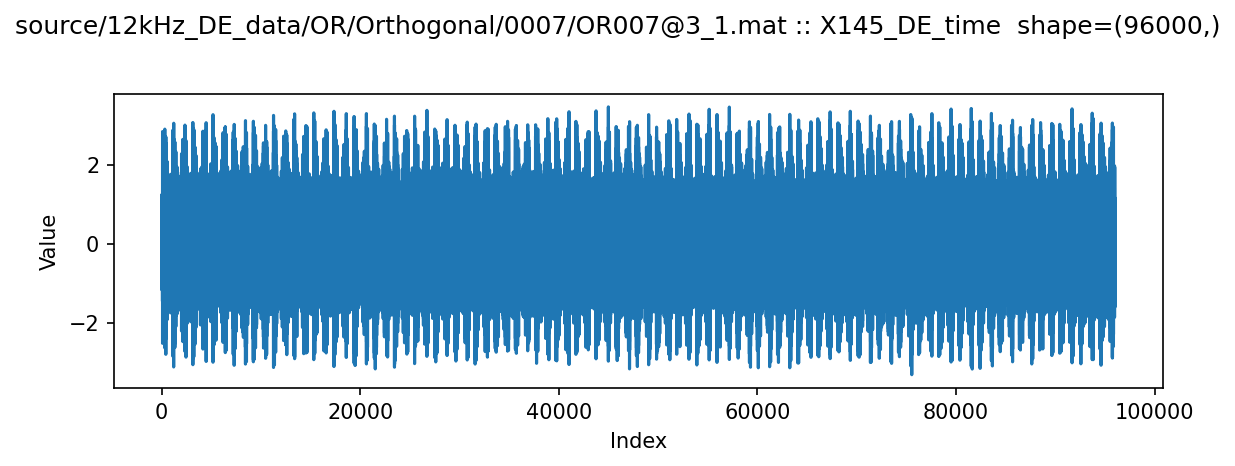 source/12kHz_DE_data/OR/Orthogonal/0007/OR007@3_1.mat :: X145_DE_time  shape=(96000,)
2
0
−2
Value
0 20000 40000 60000 80000 100000
Index